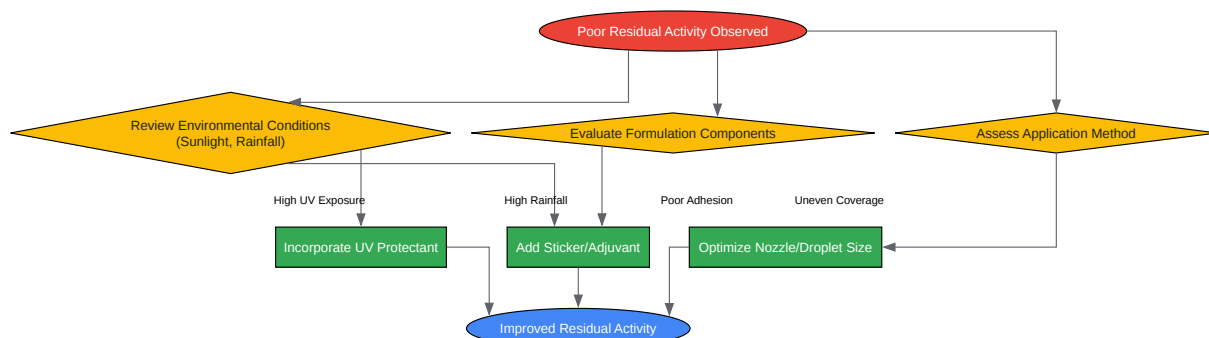 Poor Residual Activity Observed
Review Environmental Conditions
(Sunlight, Rainfall)
Evaluate Formulation Components
Assess Application Method
High UV Exposure
High Rainfall
Poor Adhesion
Uneven Coverage
Incorporate UV Protectant
Add Sticker/Adjuvant
Optimize Nozzle/Droplet Size
Improved Residual Activity